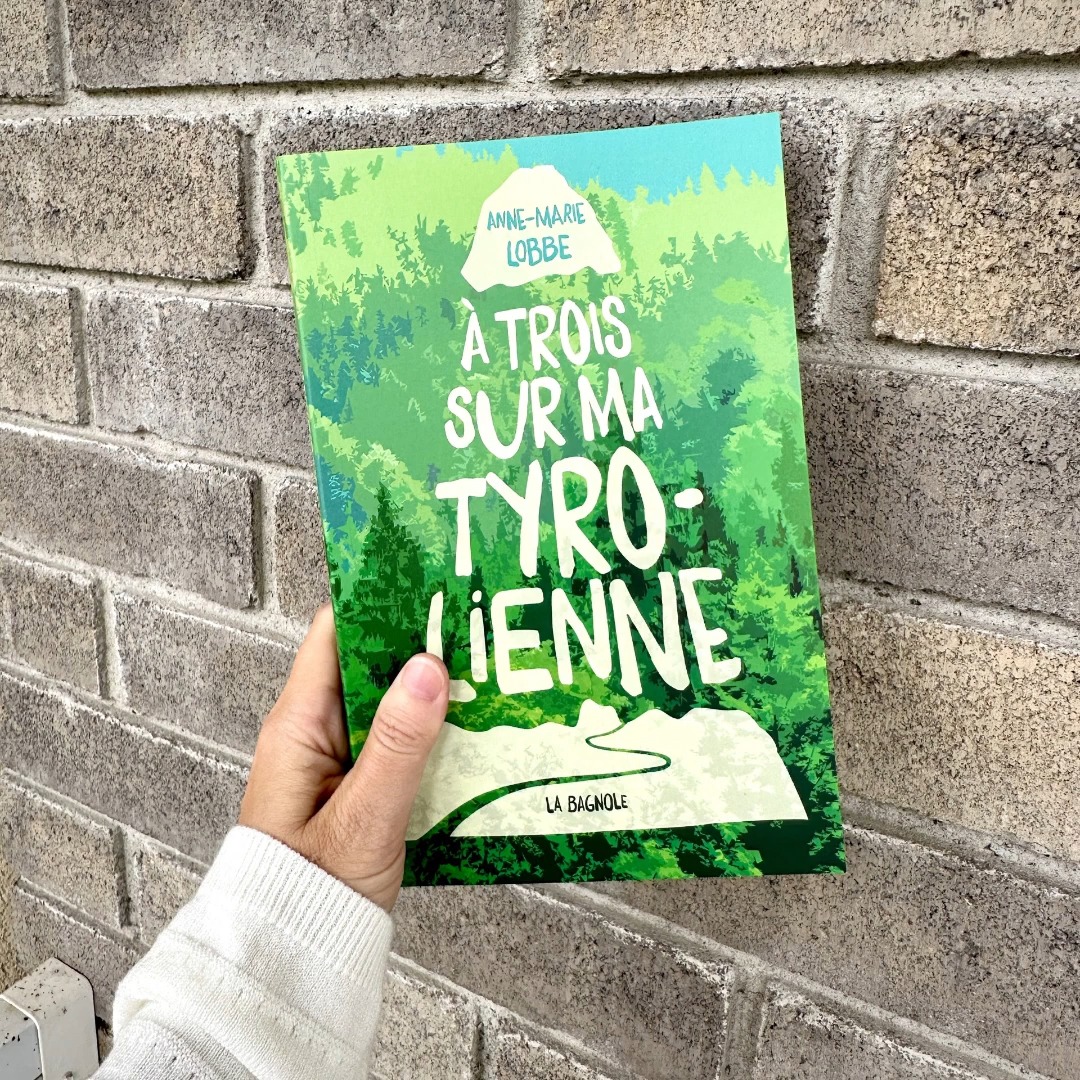 ANNE-MARIE
LOBBE
À TROIS
SUR MA
TYRO-
LiENNE
LA BAGNOLE